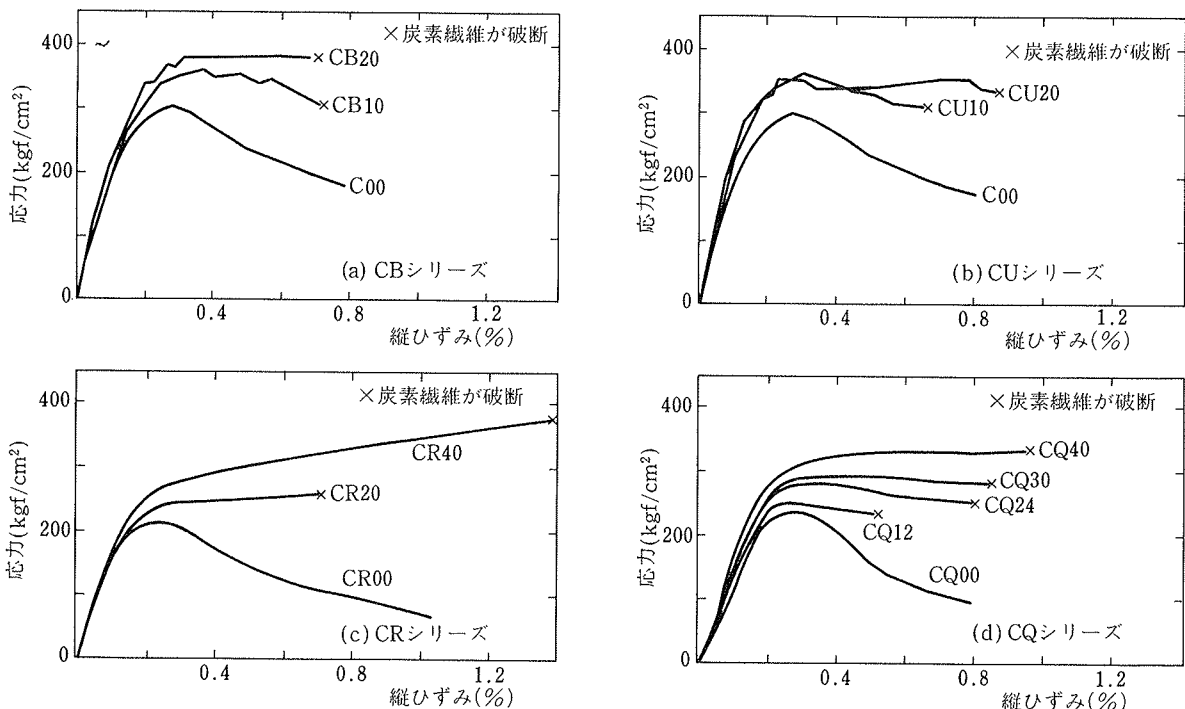 400
200
0
応力(kgf/cm²)
×炭素繊維が破断
CB20
CB10
C00
(a) CBシリーズ
0.4
0.8
1.2
縦ひずみ(%)
400
200
0
応力(kgf/cm²)
×炭素繊維が破断
CU20
CU10
C00
(b) CUシリーズ
0.4
0.8
1.2
縦ひずみ(%)
400
200
0
応力(kgf/cm²)
×炭素繊維が破断
CR40
CR20
CR00
(c) CRシリーズ
0.4
0.8
1.2
縦ひずみ(%)
400
200
0
応力(kgf/cm²)
×炭素繊維が破断
CQ40
CQ30
CQ24
CQ12
CQ00
(d) CQシリーズ
0.4
0.8
1.2
縦ひずみ(%)